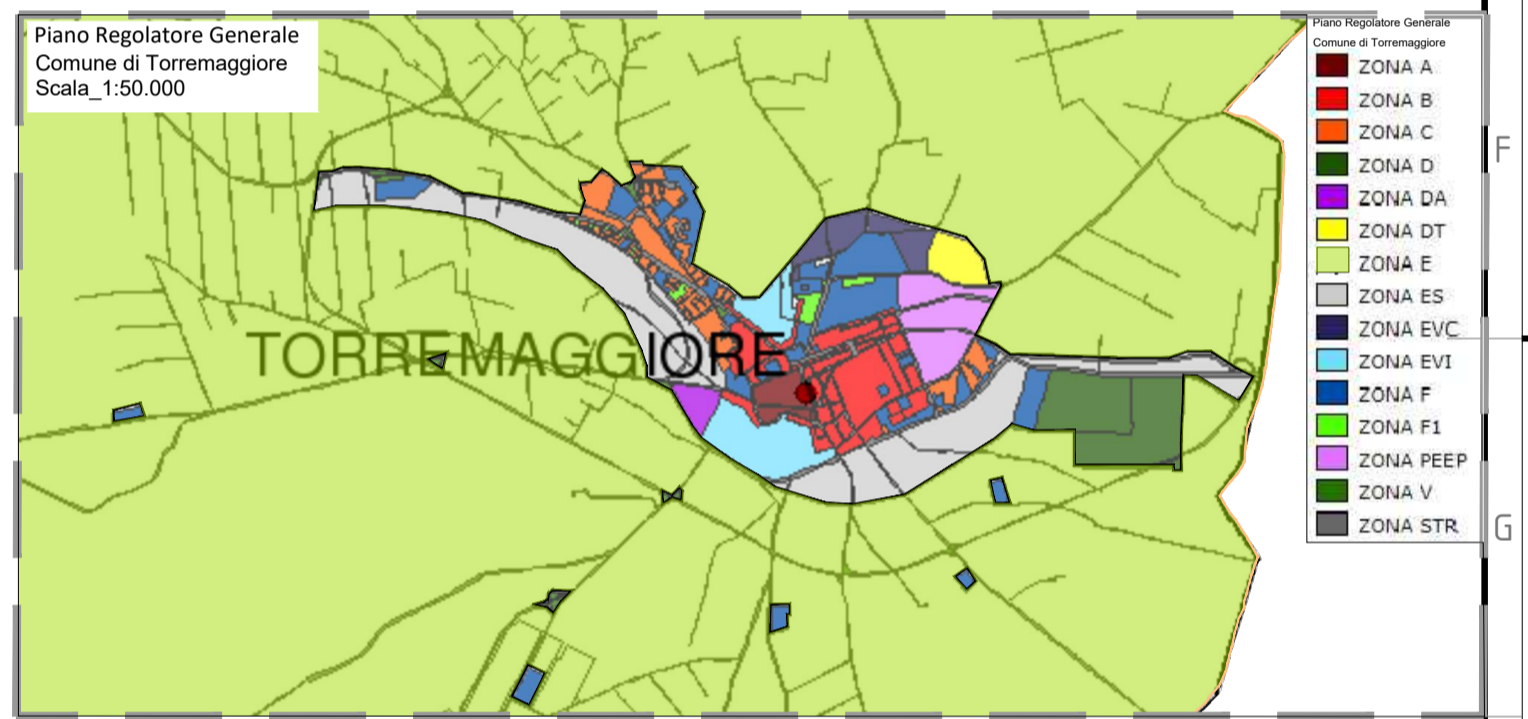 Piano Regolatore Generale
Comune di Torremaggiore
Scala_1:50.000
TORREMAGGIORE
Piano Regolatore Generale
Comune di Torremaggiore
ZONA A
ZONA B
ZONA C
ZONA D
ZONA DA
ZONA DT
ZONA E
ZONA ES
ZONA EVC
ZONA EVI
ZONA F
ZONA F1
ZONA PEEP
ZONA V
ZONA STR
F
G